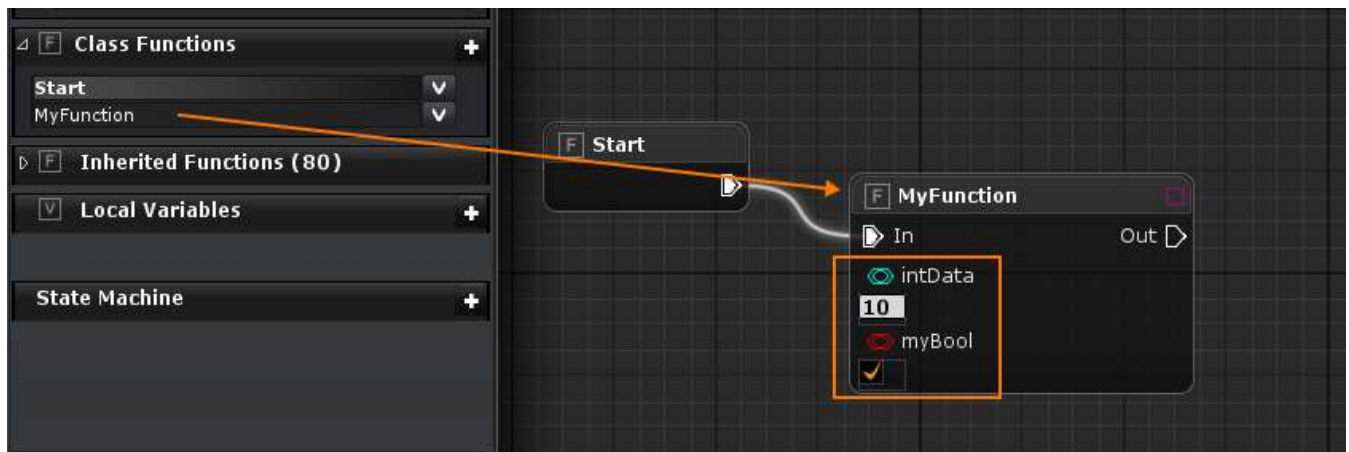 F Class Functions +
Start V
MyFunction V
F Inherited Functions (80)
V Local Variables +
State Machine +
F Start
F MyFunction
In Out
intData
10
myBool